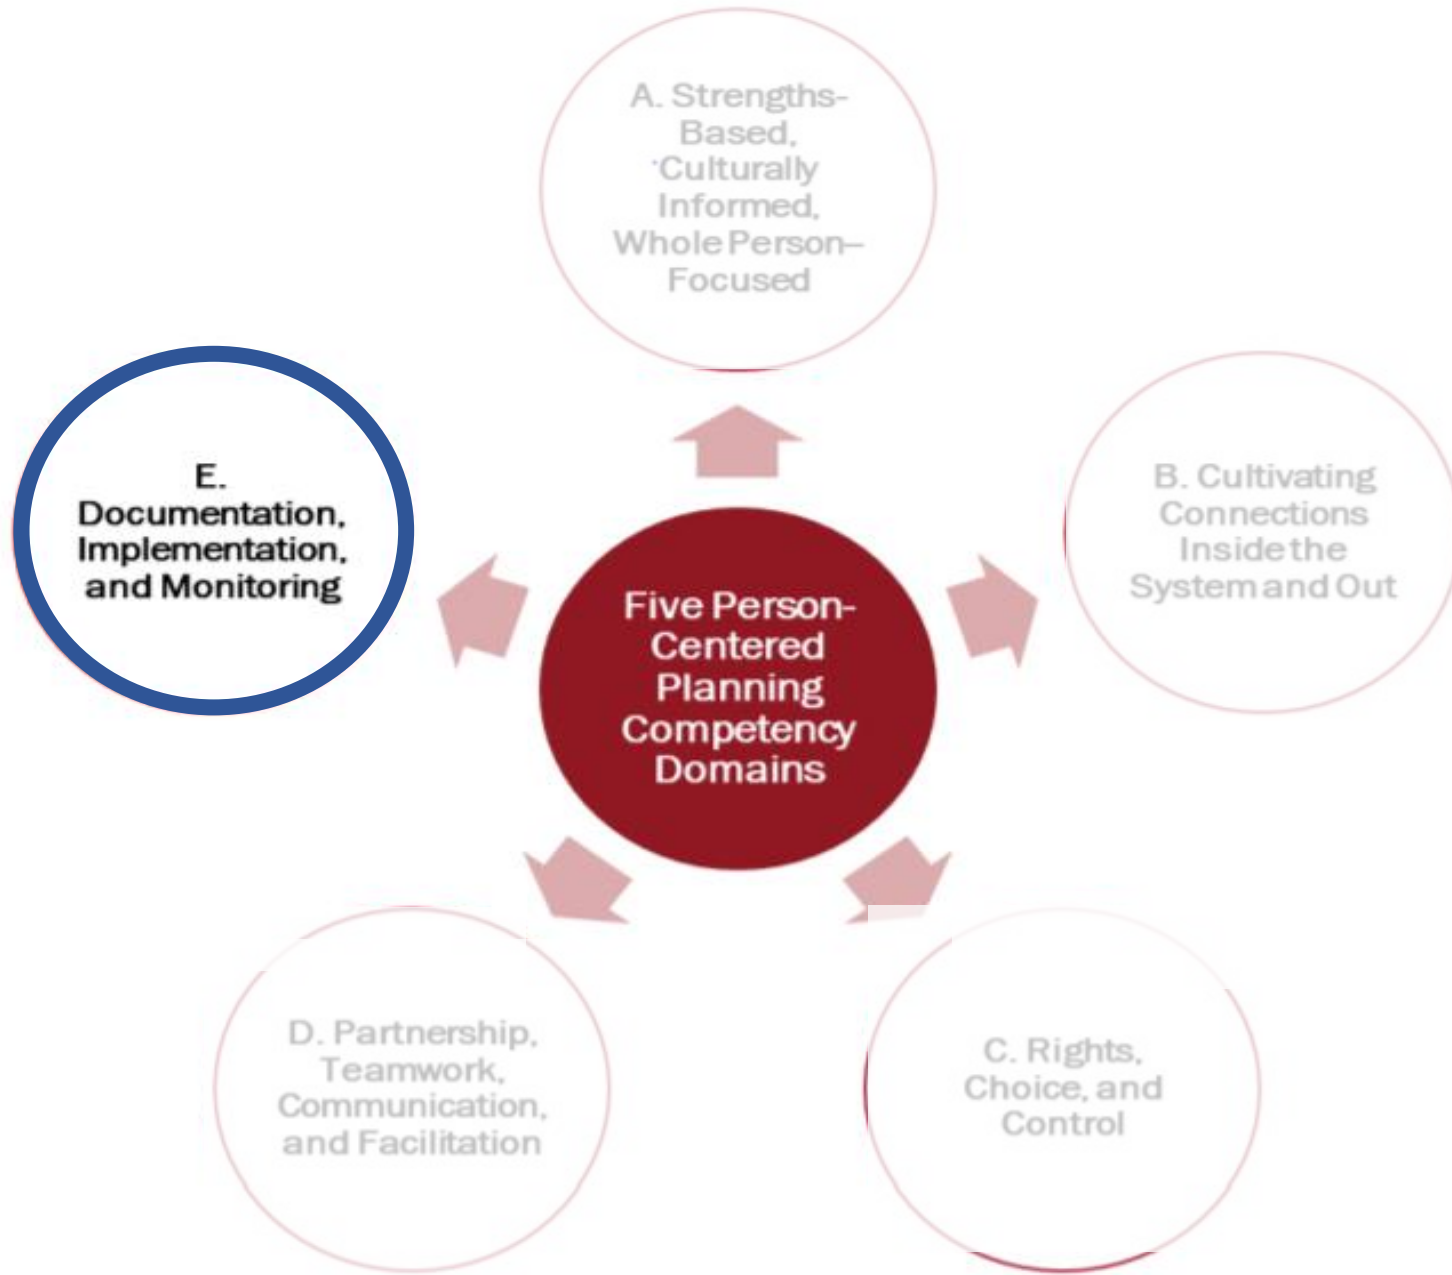 A. Strengths-
Based,
Culturally
Informed,
Whole Person–
Focused
E.
Documentation,
Implementation,
and Monitoring
B. Cultivating
Connections
Inside the
System and Out
Five Person-
Centered
Planning
Competency
Domains
D. Partnership,
Teamwork,
Communication,
and Facilitation
C. Rights,
Choice, and
Control